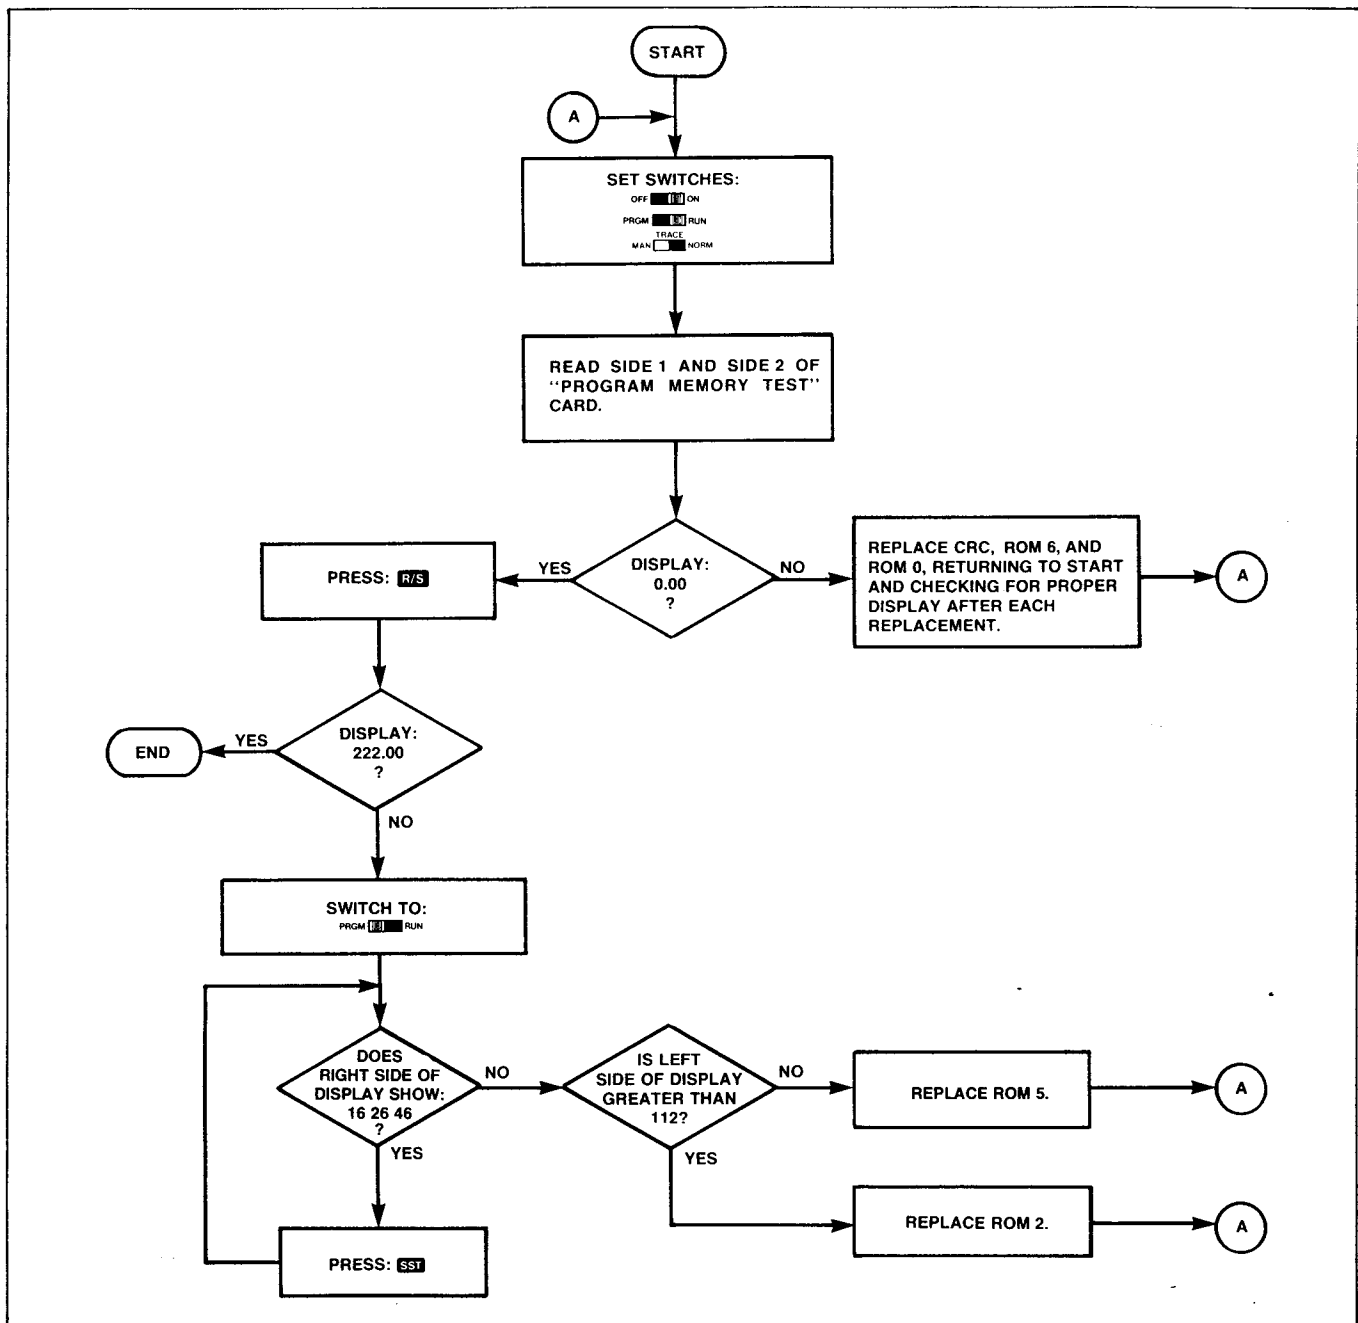 START
A
SET SWITCHES:
OFF ON
PRGM RUN
TRACE
MAN NORM
READ SIDE 1 AND SIDE 2 OF
"PROGRAM MEMORY TEST"
CARD.
DISPLAY:
0.00
?
YES
NO
PRESS: R/S
REPLACE CRC, ROM 6, AND
ROM 0, RETURNING TO START
AND CHECKING FOR PROPER
DISPLAY AFTER EACH
REPLACEMENT.
A
DISPLAY:
222.00
?
YES
END
NO
SWITCH TO:
PRGM RUN
DOES
RIGHT SIDE OF
DISPLAY SHOW:
16 26 46
?
NO
YES
IS LEFT
SIDE OF DISPLAY
GREATER THAN
112?
NO
REPLACE ROM 5.
A
YES
REPLACE ROM 2.
A
PRESS: SST